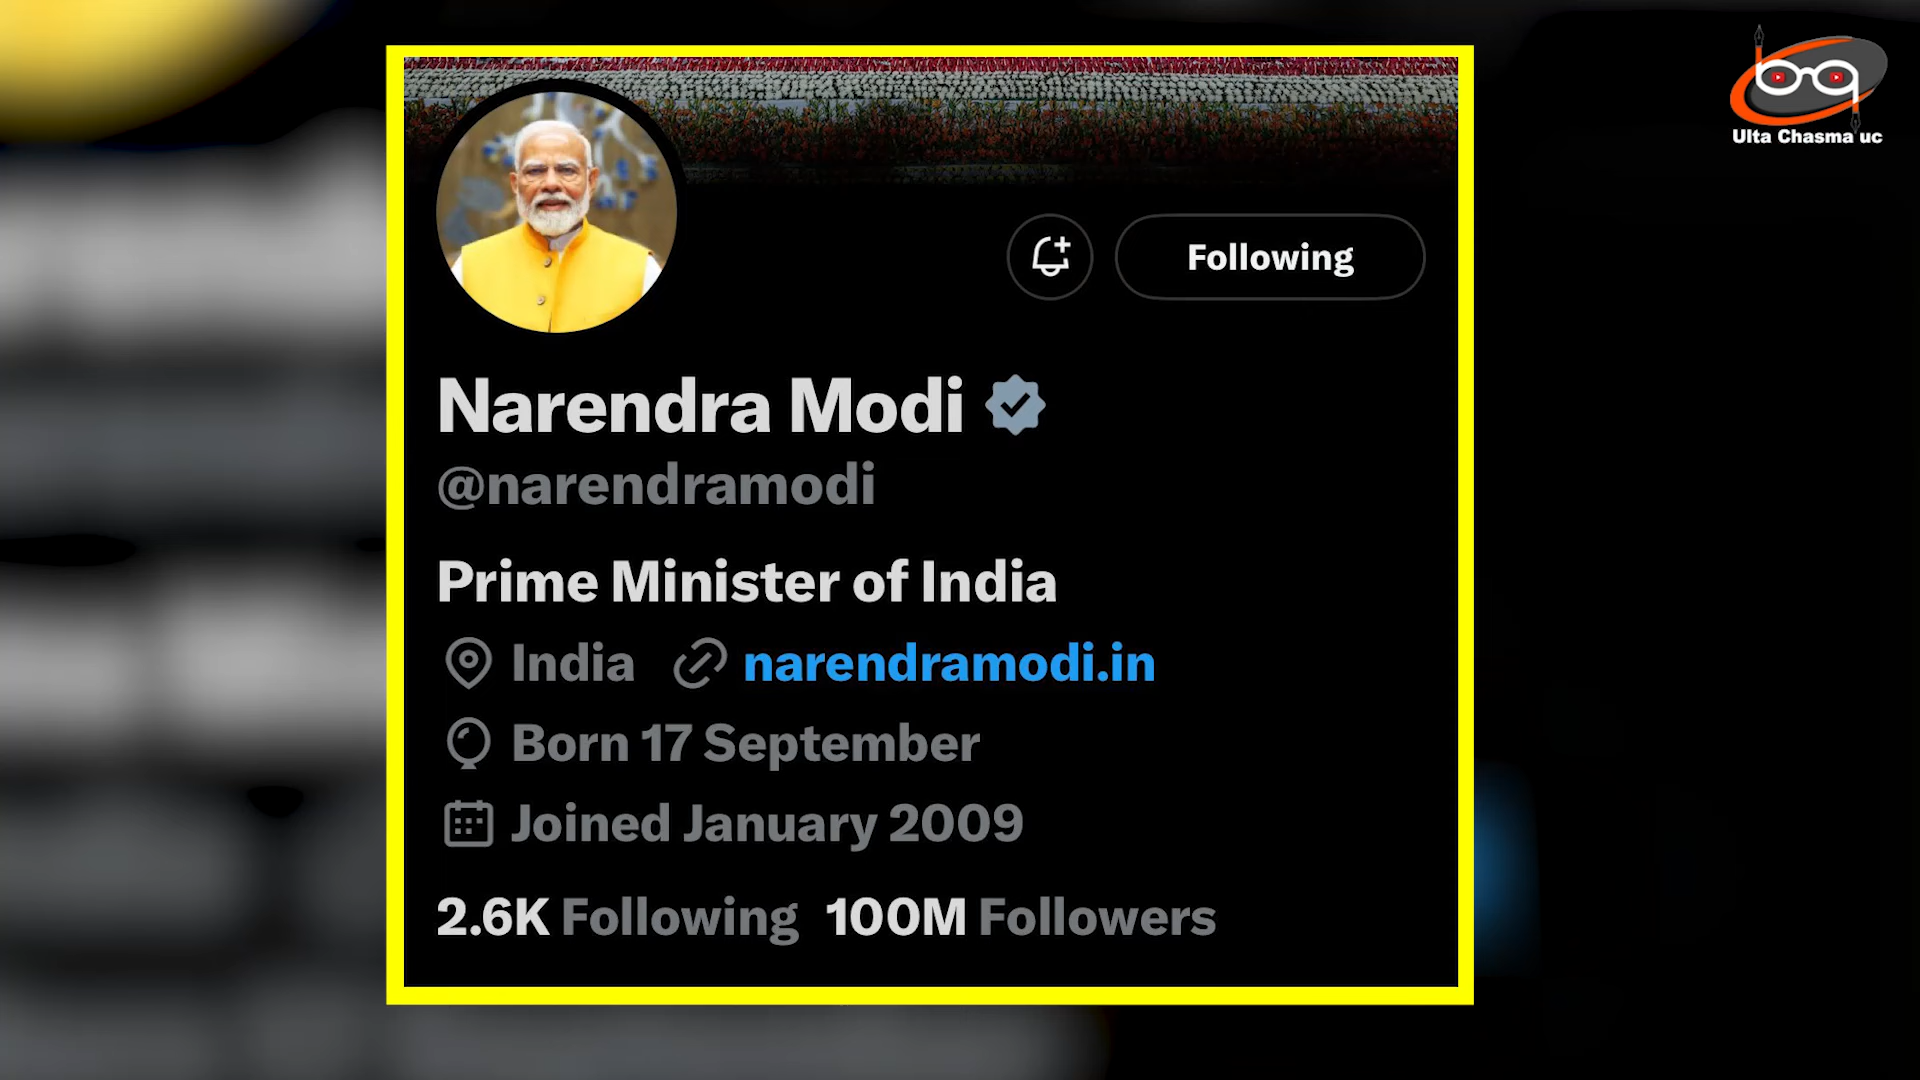 Ulta Chasma uc
Following
Narendra Modi
@narendramodi
Prime Minister of India
India narendramodi.in
Born 17 September
Joined January 2009
2.6K Following 100M Followers